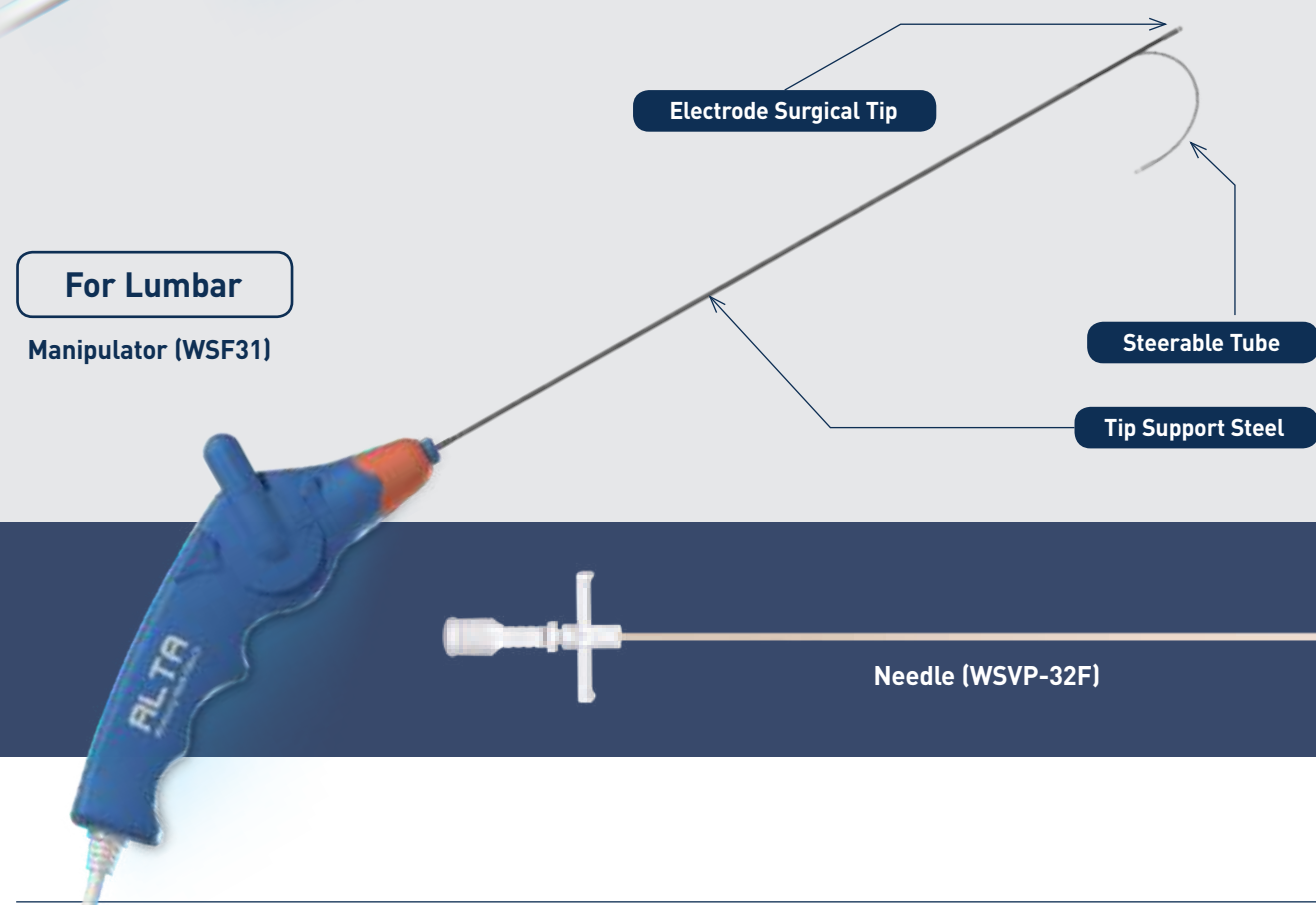 Electrode Surgical Tip
For Lumbar
Manipulator (WSF31)
Steerable Tube
Tip Support Steel
ALTA
Needle (WSVP-32F)